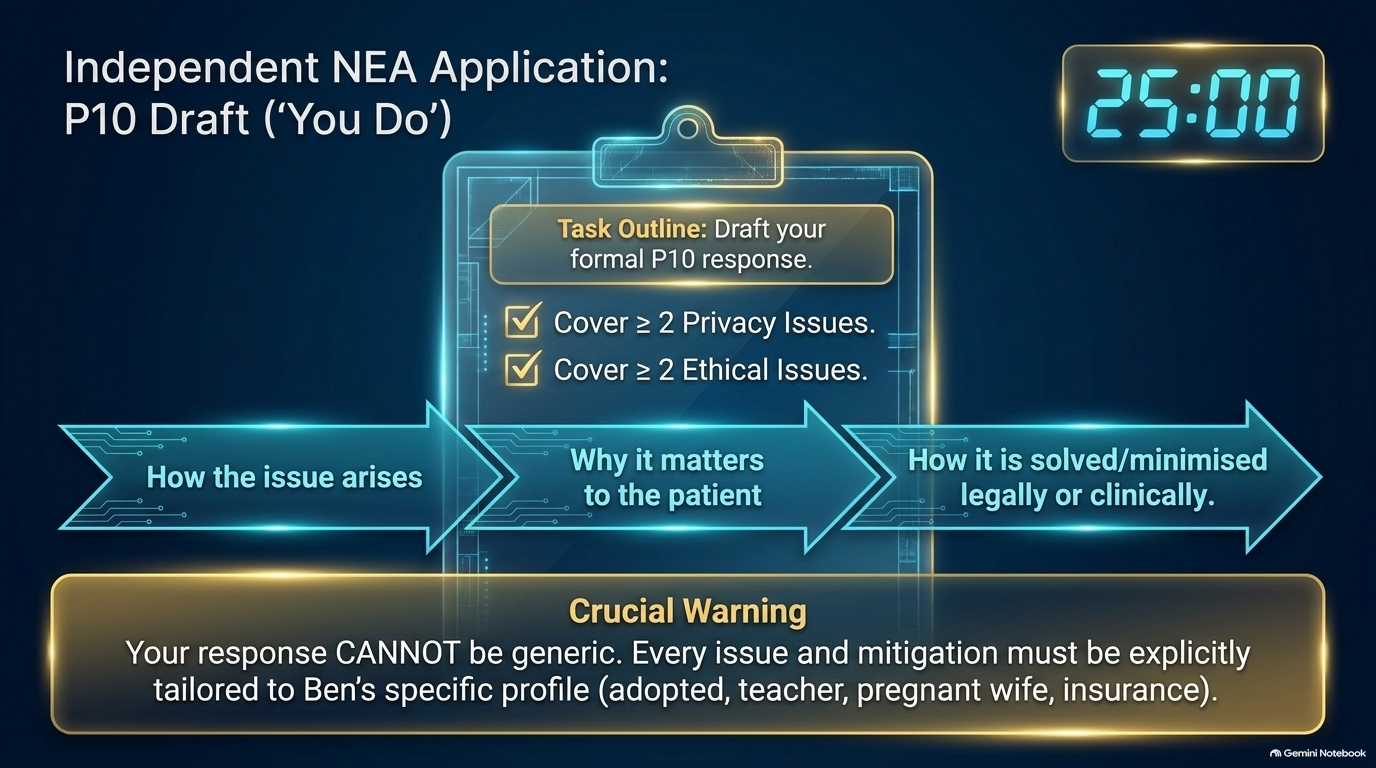 Independent NEA Application:
P10 Draft (‘You Do’)
25:00
Task Outline: Draft your
formal P10 response.
Cover ≥ 2 Privacy Issues.
Cover ≥ 2 Ethical Issues.
How the issue arises
Why it matters
to the patient
How it is solved/minimised
legally or clinically.
Crucial Warning
Your response CANNOT be generic. Every issue and mitigation must be explicitly
tailored to Ben’s specific profile (adopted, teacher, pregnant wife, insurance).
Gemini Notebook